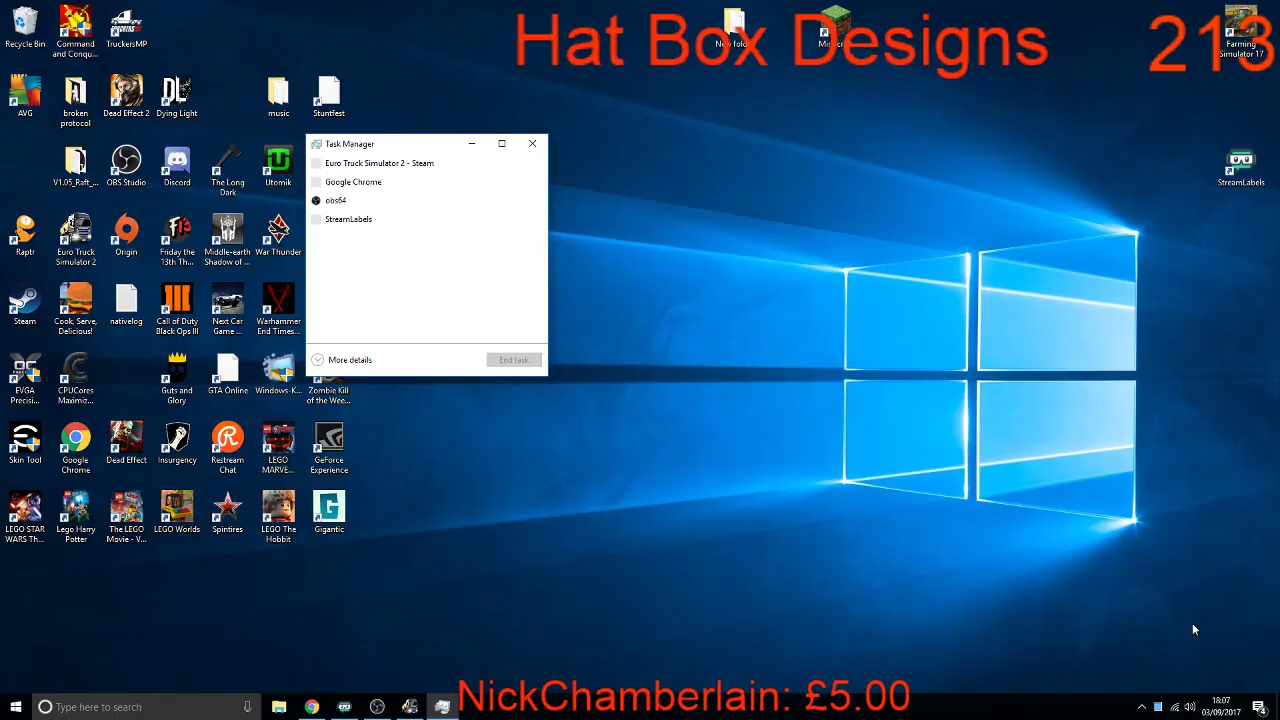 Hat Box Designs 213
Recycle Bin
Command and Conqu...
TruckersMP
New fold
Minecra
Farming Simulator 17
AVG
broken protocol
Dead Effect 2
Dying Light
music
Stuntfest
Task Manager
Euro Truck Simulator 2 - Steam
Google Chrome
obs64
StreamLabels
More details
End task
V1.05_Raft_...
OBS Studio
Discord
The Long Dark
Utomik
StreamLabels
Raptr
Euro Truck Simulator 2
Origin
Friday the 13th Th...
Middle-earth Shadow of ...
War Thunder
Steam
Cook, Serve, Delicious!
nativelog
Call of Duty Black Ops III
Next Car Game ...
Warhammer End Times...
EVGA Precisi...
CPUCores Maximiz...
Guts and Glory
GTA Online
Windows-K...
Zombie Kill of the Wee...
Skin Tool
Google Chrome
Dead Effect
Insurgency
Restream Chat
LEGO MARVE...
GeForce Experience
LEGO STAR WARS Th...
Lego Harry Potter
The LEGO Movie - V...
LEGO Worlds
Spintires
LEGO The Hobbit
Gigantic
NickChamberlain: £5.00
Type here to search
18:07
03/09/2017